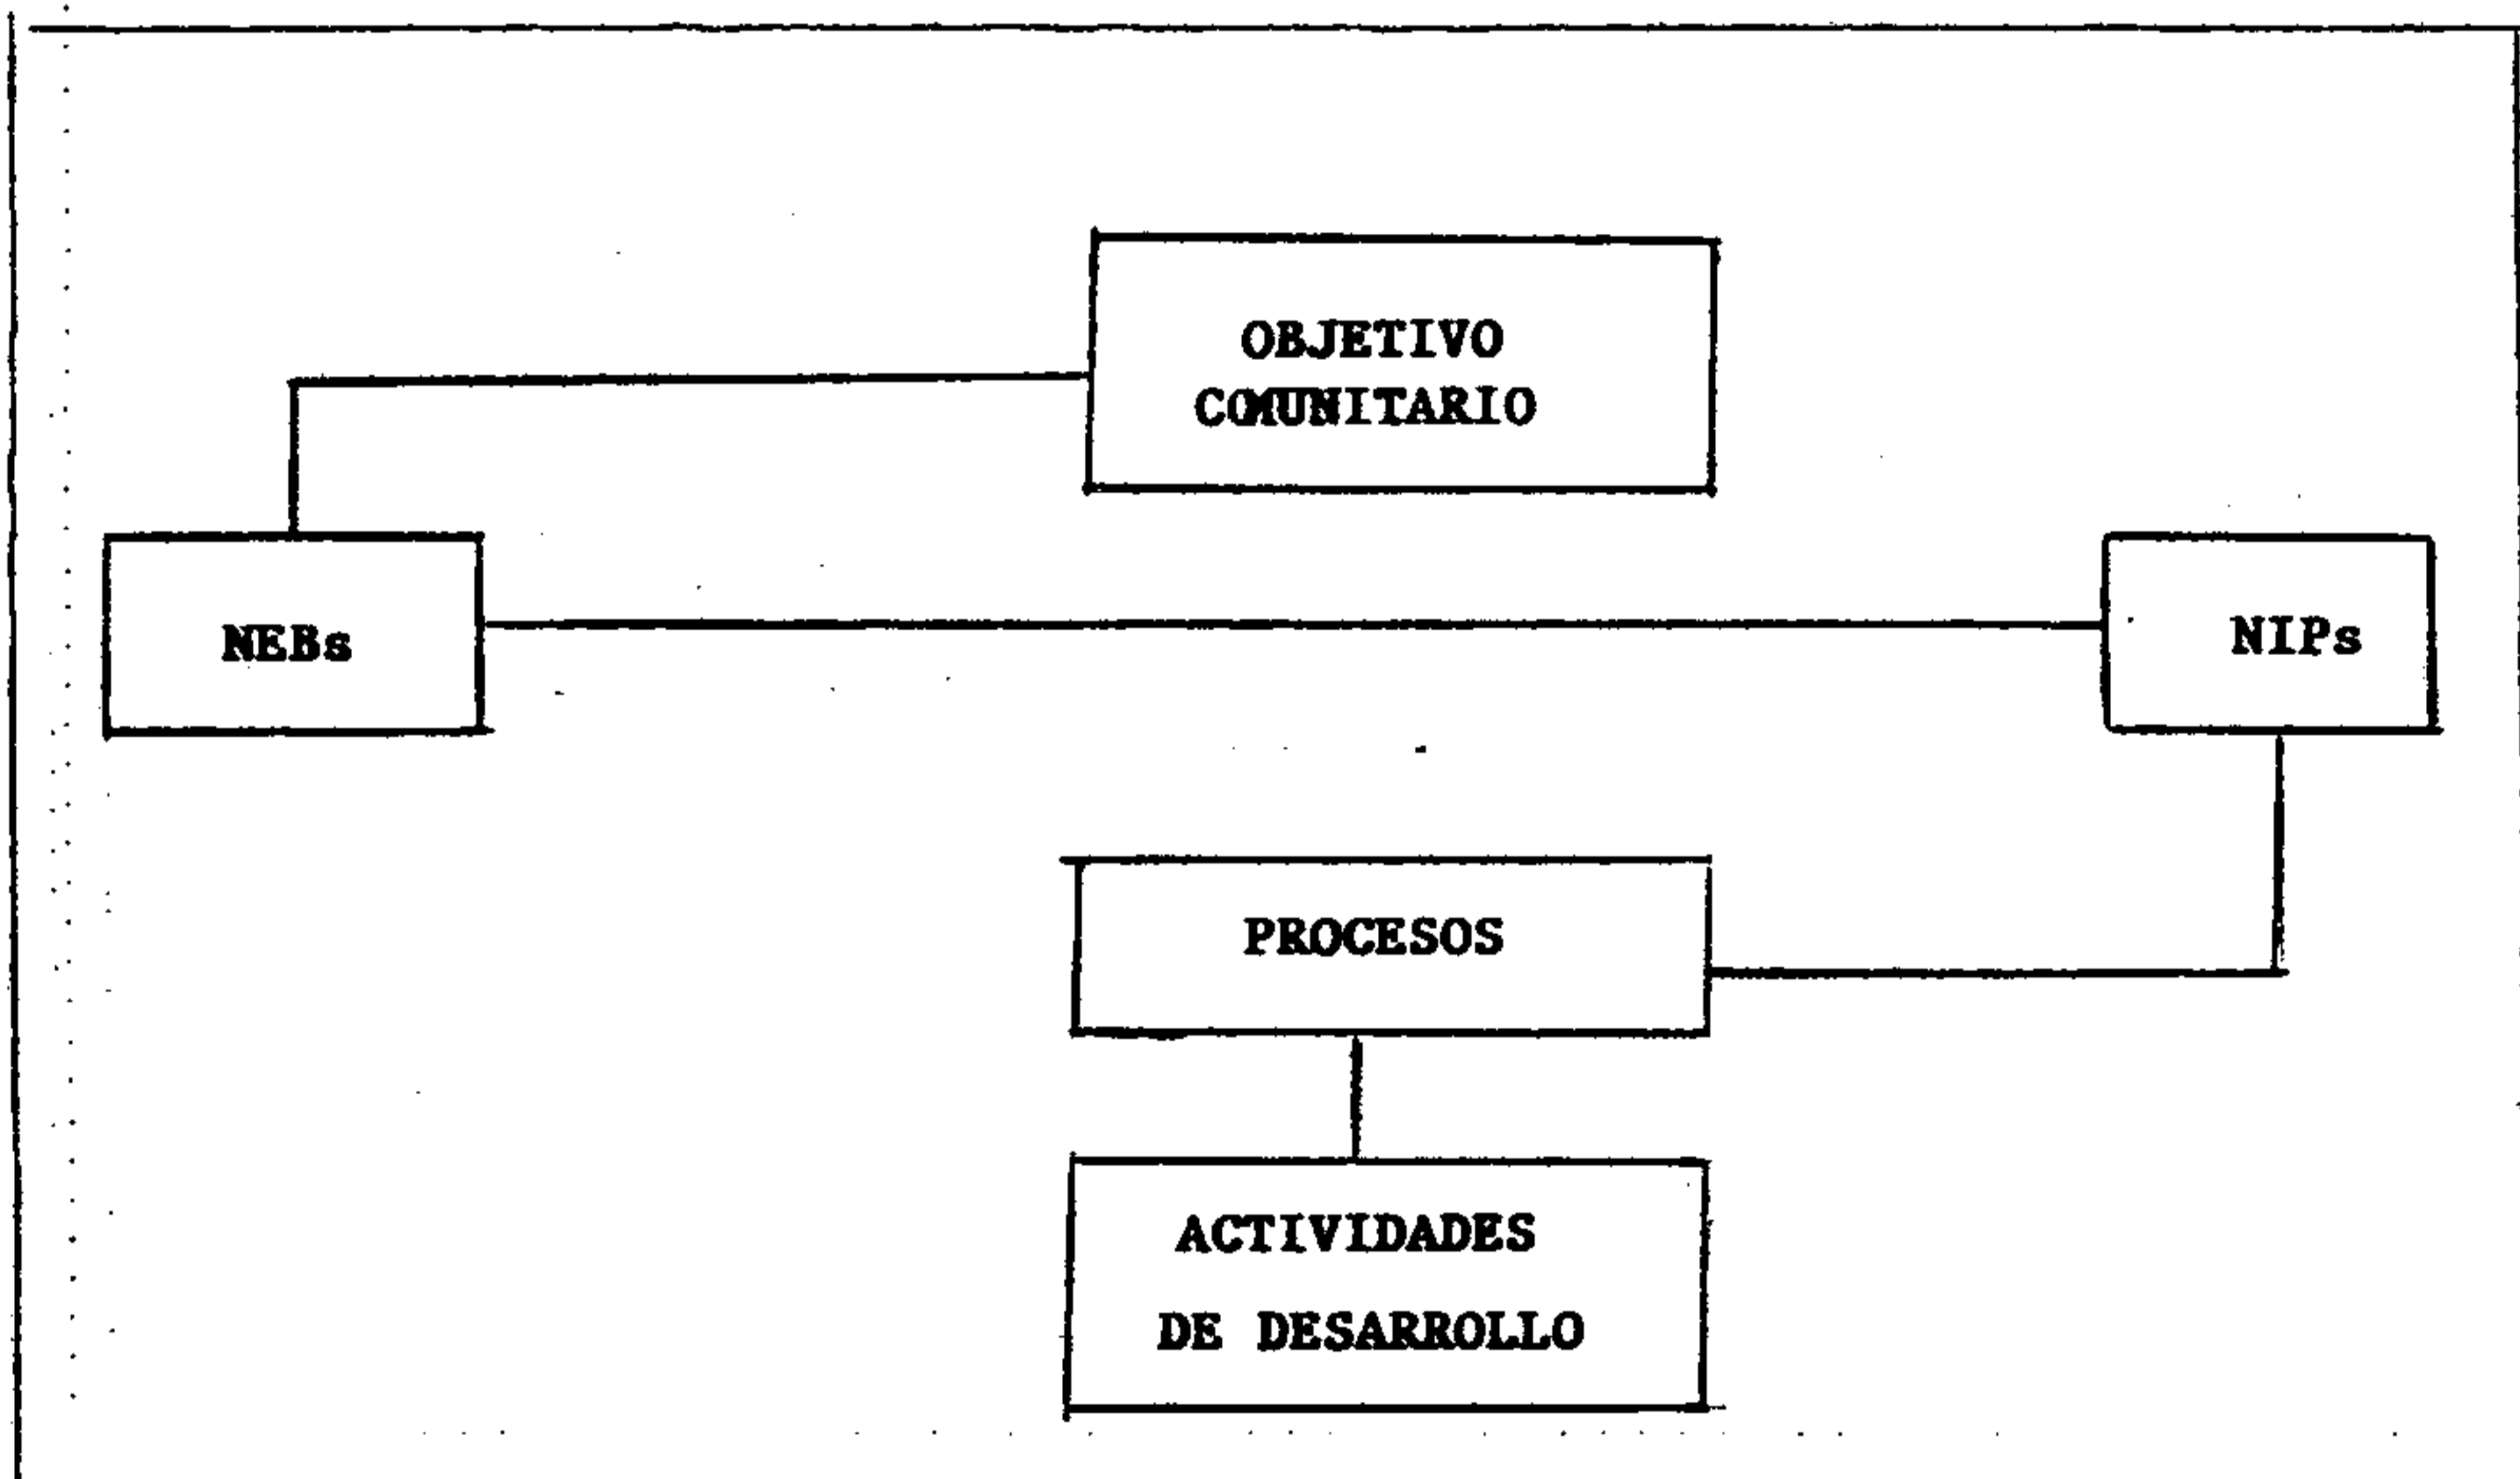 OBJETIVO
COMUNITARIO
NEBs
NIPs
PROCESOS
ACTIVIDADES
DE DESARROLLO